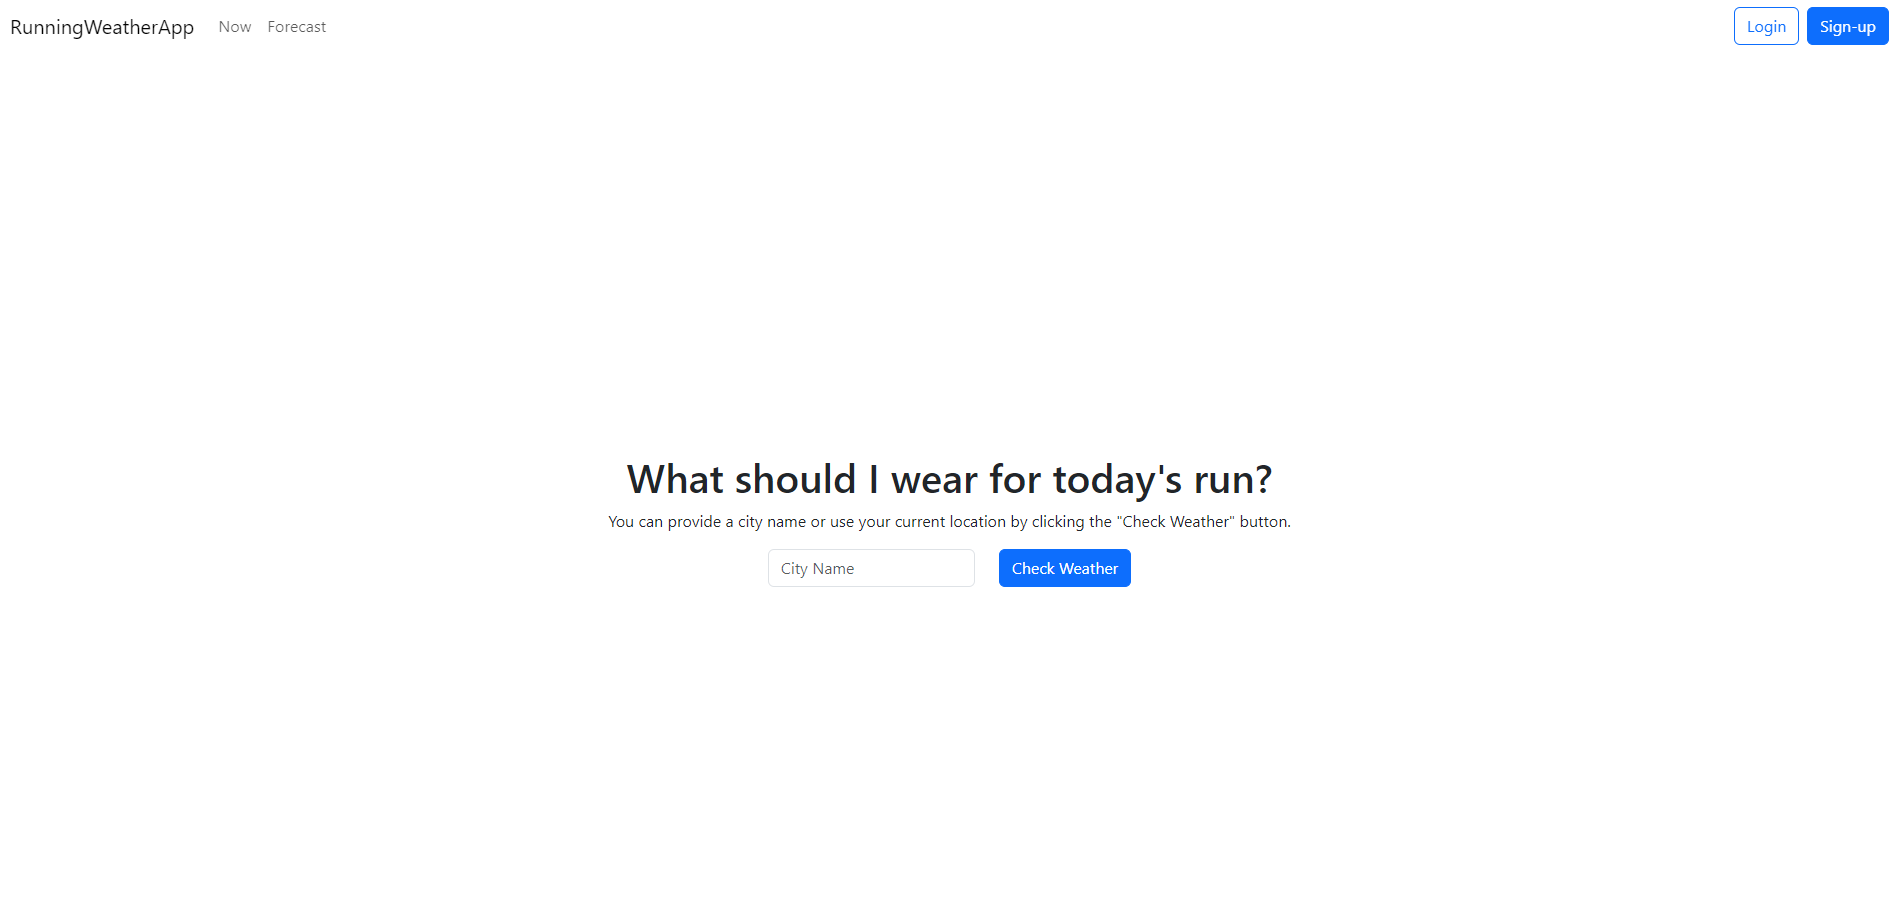 RunningWeatherApp Now Forecast Login Sign-up
What should I wear for today's run?
You can provide a city name or use your current location by clicking the "Check Weather" button.
City Name Check Weather